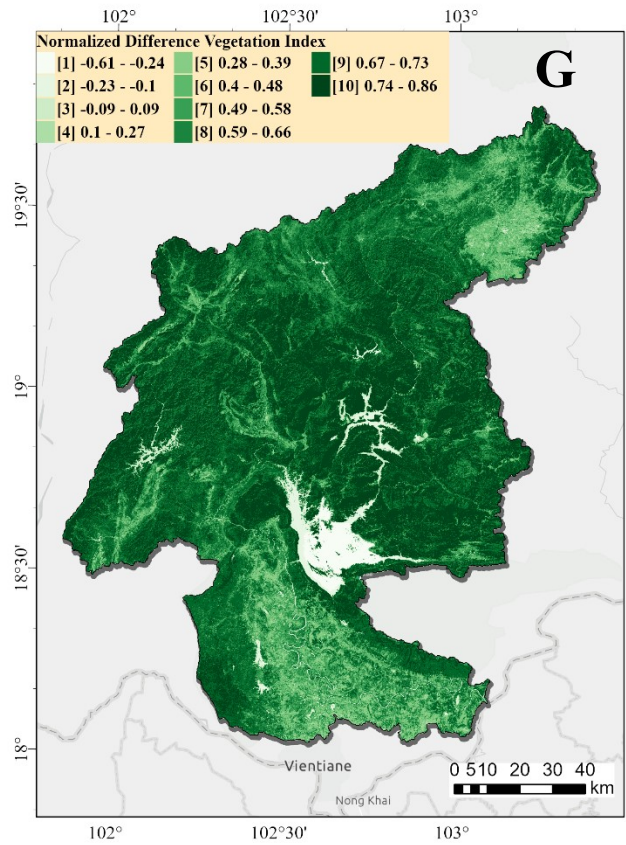 102° 102°30' 103°
Normalized Difference Vegetation Index
[1] -0.61 - -0.24 [5] 0.28 - 0.39 [9] 0.67 - 0.73
[2] -0.23 - -0.1 [6] 0.4 - 0.48 [10] 0.74 - 0.86
[3] -0.09 - 0.09 [7] 0.49 - 0.58
[4] 0.1 - 0.27 [8] 0.59 - 0.66
G
19°30'
19°
18°30'
18°
Vientiane
0 5 10 20 30 40
km
Nong Khai
102° 102°30' 103°